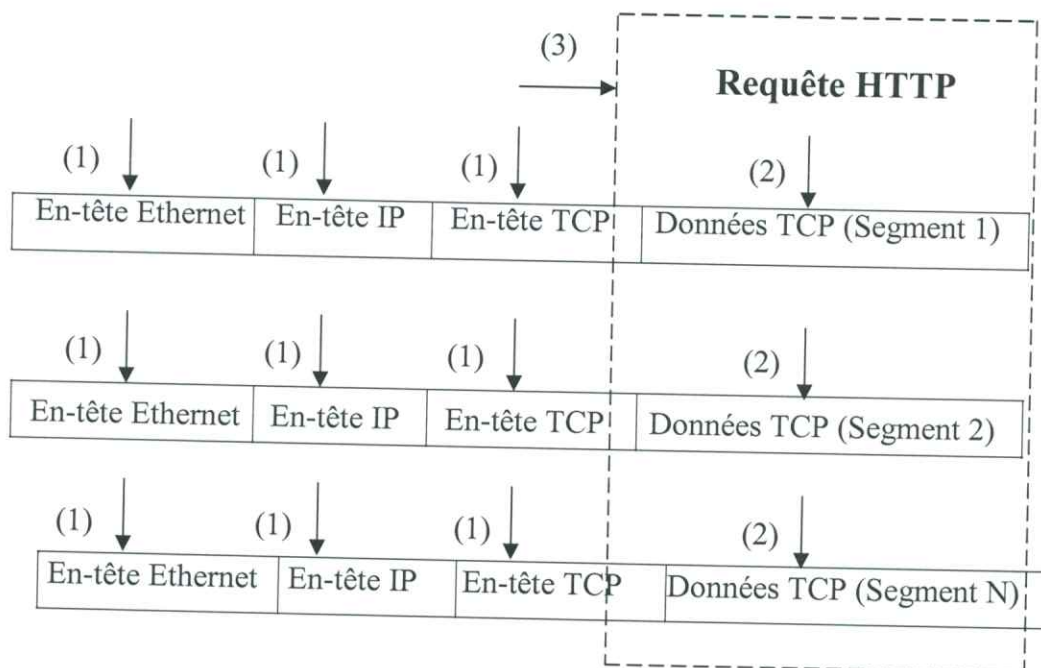 (3)
Requête HTTP
(1) (1) (1) (2)
En-tête Ethernet En-tête IP En-tête TCP Données TCP (Segment 1)
(1) (1) (1) (2)
En-tête Ethernet En-tête IP En-tête TCP Données TCP (Segment 2)
(1) (1) (1) (2)
En-tête Ethernet En-tête IP En-tête TCP Données TCP (Segment N)